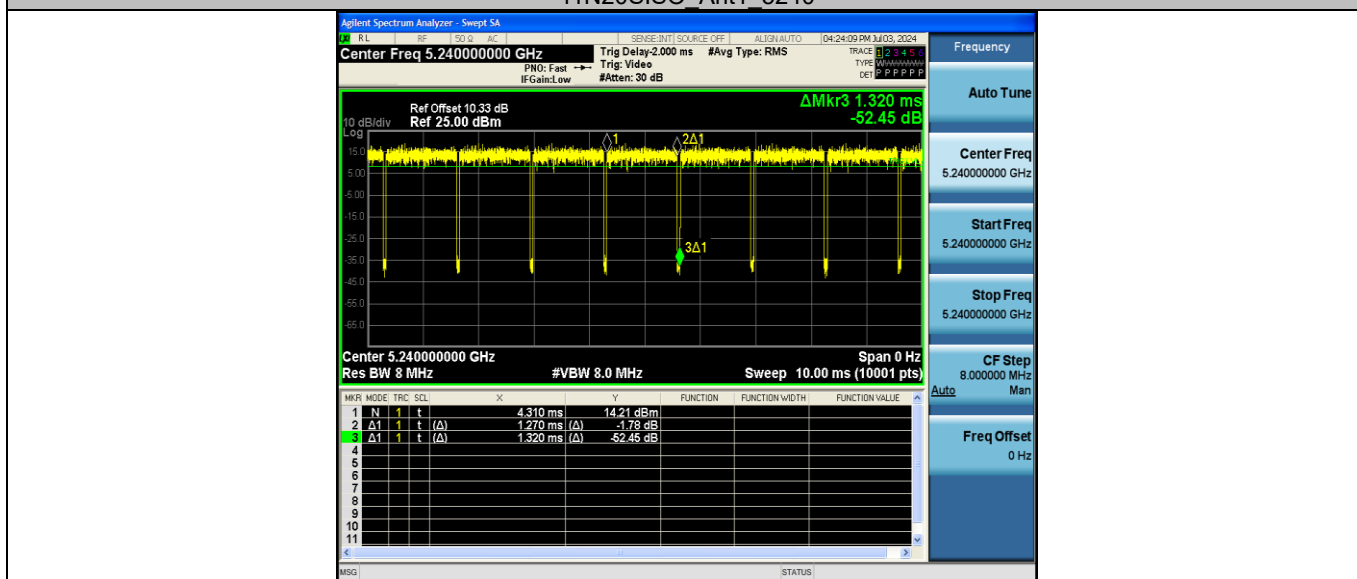 Agilent Spectrum Analyzer - Swept SA
RL RF 50 Ω AC SENSE:INT SOURCE OFF ALIGN AUTO 04:24:09 PM Jul 03, 2024
Center Freq 5.240000000 GHz
PNO: Fast
IFGain:Low
Trig Delay-2.000 ms #Avg Type: RMS
Trig: Video
#Atten: 30 dB
TRACE 1 2 3 4 5 6
TYPE
DET P P P P P P
Frequency
Auto Tune
Center Freq
5.240000000 GHz
Start Freq
5.240000000 GHz
Stop Freq
5.240000000 GHz
CF Step
8.000000 MHz
Auto Man
Freq Offset
0 Hz
ΔMkr3 1.320 ms
-52.45 dB
Ref Offset 10.33 dB
10 dB/div Ref 25.00 dBm
Log
15.0
5.00
-5.00
-15.0
-25.0
-35.0
-45.0
-55.0
-65.0
1
2Δ1
3Δ1
Center 5.240000000 GHz Span 0 Hz
Res BW 8 MHz #VBW 8.0 MHz Sweep 10.00 ms (10001 pts)
MKR MODE TRC SCL X Y FUNCTION FUNCTION WIDTH FUNCTION VALUE
1 N 1 t 4.310 ms 14.21 dBm
2 Δ1 1 t (Δ) 1.270 ms (Δ) -1.78 dB
3 Δ1 1 t (Δ) 1.320 ms (Δ) -52.45 dB
4
5
6
7
8
9
10
11
MSG STATUS